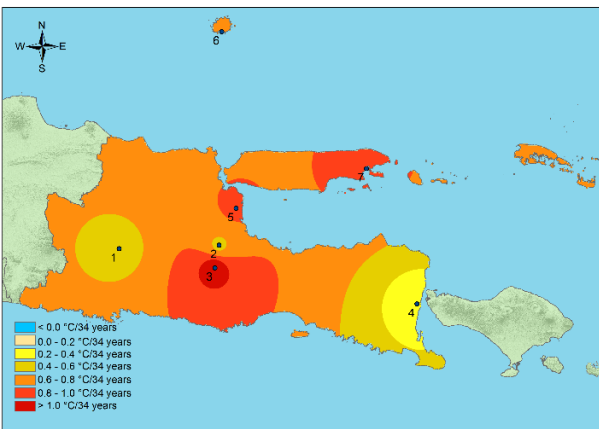 N
W E
S
6
7
5
2
1
3
4
< 0.0 °C/34 years
0.0 - 0.2 °C/34 years
0.2 - 0.4 °C/34 years
0.4 - 0.6 °C/34 years
0.6 - 0.8 °C/34 years
0.8 - 1.0 °C/34 years
> 1.0 °C/34 years